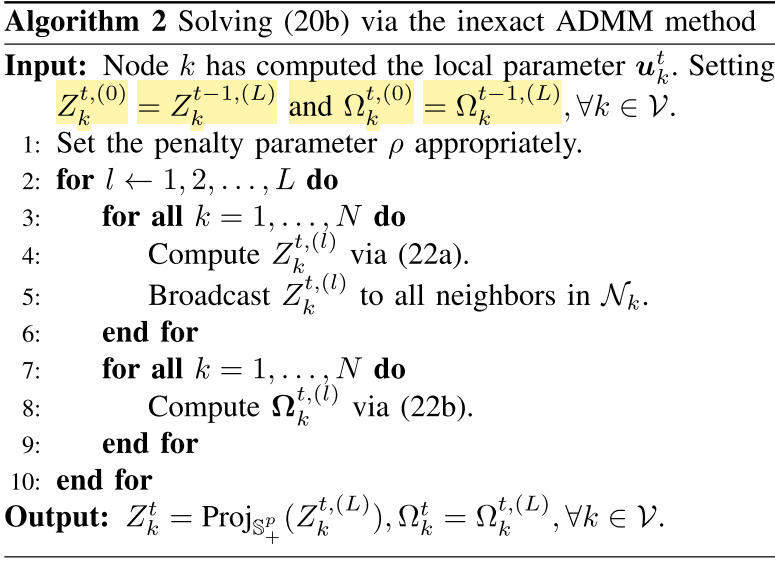 Algorithm 2 Solving (20b) via the inexact ADMM method
Input: Node $k$ has computed the local parameter $\boldsymbol{u}_k^t$. Setting
$Z_k^{t,(0)} = Z_k^{t-1,(L)}$ and $\Omega_k^{t,(0)} = \Omega_k^{t-1,(L)}, \forall k \in \mathcal{V}$.
1: Set the penalty parameter $\rho$ appropriately.
2: for $l \leftarrow 1, 2, \ldots, L$ do
3: for all $k = 1, \ldots, N$ do
4: Compute $Z_k^{t,(l)}$ via (22a).
5: Broadcast $Z_k^{t,(l)}$ to all neighbors in $\mathcal{N}_k$.
6: end for
7: for all $k = 1, \ldots, N$ do
8: Compute $\boldsymbol{\Omega}_k^{t,(l)}$ via (22b).
9: end for
10: end for
Output: $Z_k^t = \text{Proj}_{\mathbb{S}_+^p}(Z_k^{t,(L)}), \Omega_k^t = \Omega_k^{t,(L)}, \forall k \in \mathcal{V}$.